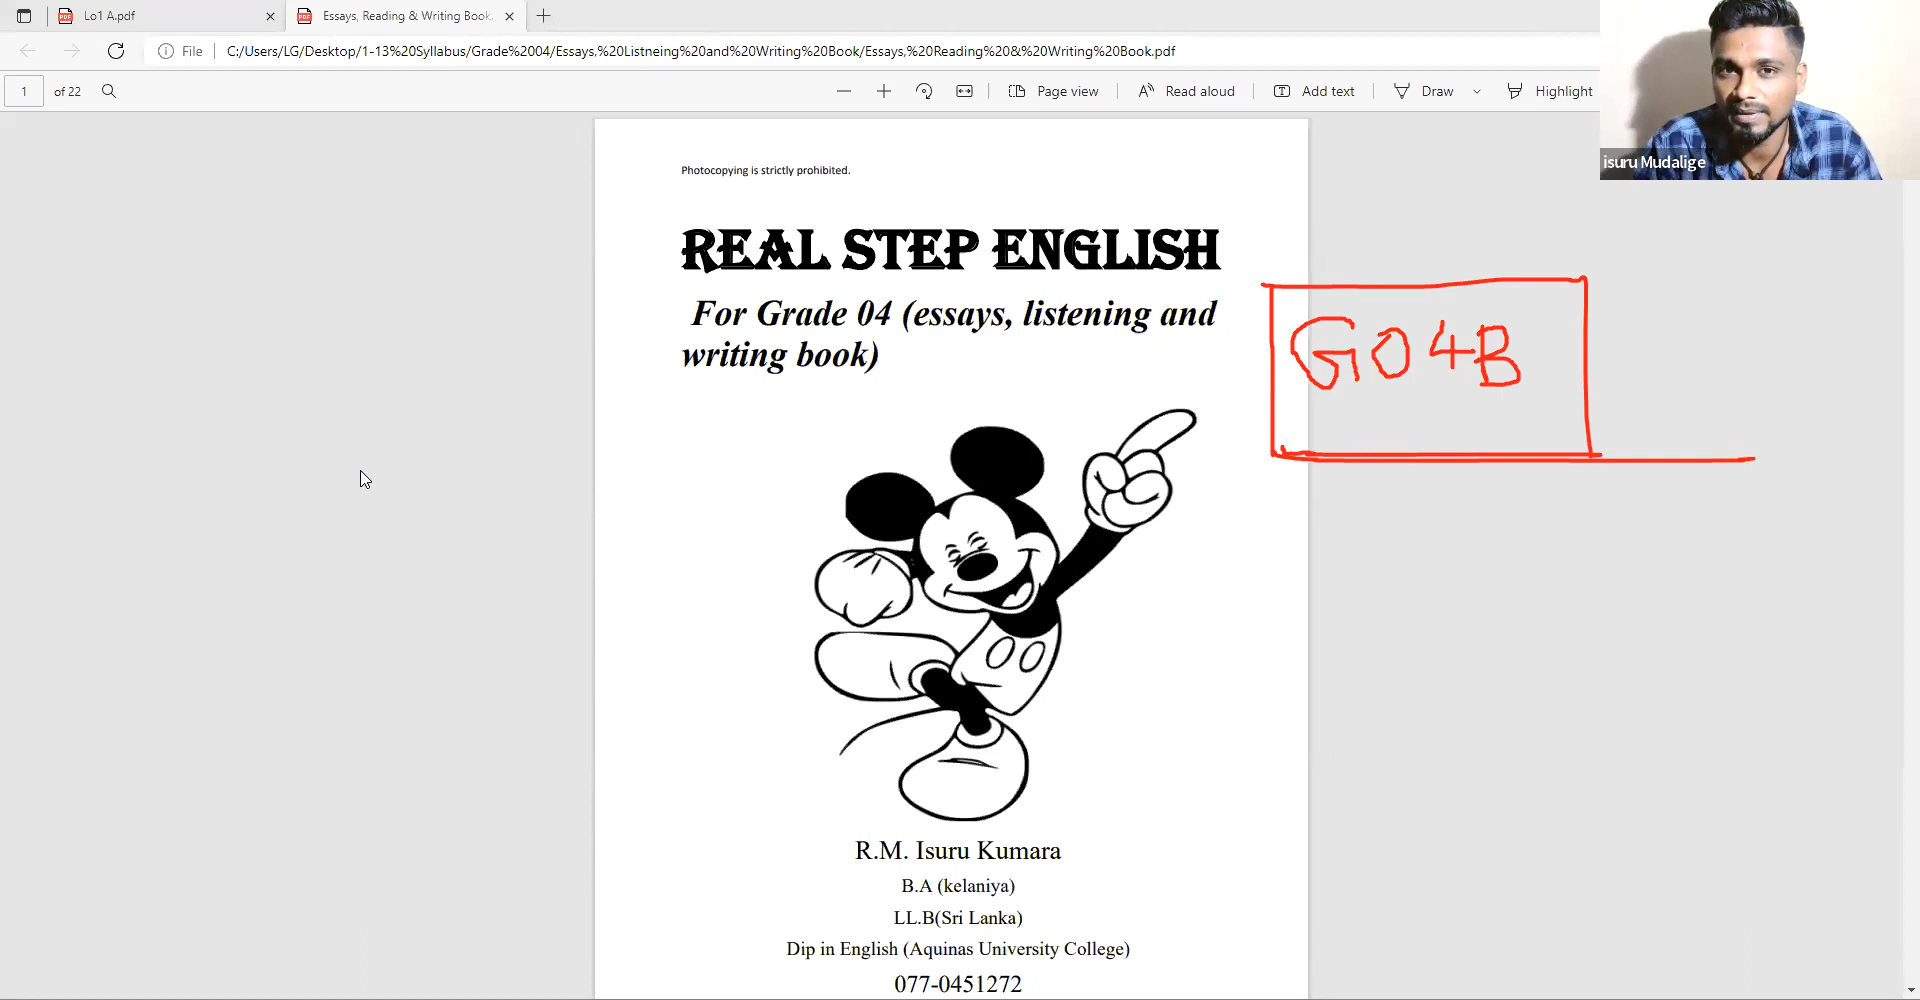 Lo1 A.pdf
Essays, Reading & Writing Book.
File
C:/Users/LG/Desktop/1-13%20Syllabus/Grade%2004/Essays,%20Listneing%20and%20Writing%20Book/Essays,%20Reading%20&%20Writing%20Book.pdf
1 of 22
Page view
Read aloud
Add text
Draw
Highlight
isuru Mudalige
Photocopying is strictly prohibited.
REAL STEP ENGLISH
For Grade 04 (essays, listening and
writing book)
G04B
R.M. Isuru Kumara
B.A (kelaniya)
LL.B(Sri Lanka)
Dip in English (Aquinas University College)
077-0451272